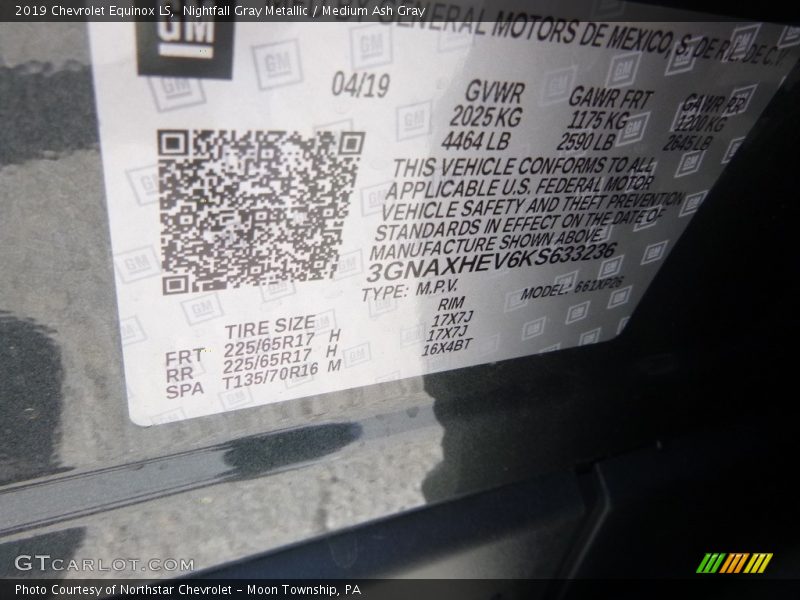 2019 Chevrolet Equinox LS, Nightfall Gray Metallic / Medium Ash Gray
GM
GENERAL MOTORS DE MEXICO, S. DE R.L. DE C.V.
04/19
GVWR GAWR FRT GAWR RR
2025 KG 1175 KG 1200 KG
4464 LB 2590 LB 2645 LB
THIS VEHICLE CONFORMS TO ALL
APPLICABLE U.S. FEDERAL MOTOR
VEHICLE SAFETY AND THEFT PREVENTION
STANDARDS IN EFFECT ON THE DATE OF
MANUFACTURE SHOWN ABOVE.
3GNAXHEV6KS633236
TYPE: M.P.V. MODEL: 661XP26
TIRE SIZE RIM
FRT 225/65R17 H 17X7J
RR 225/65R17 H 17X7J
SPA T135/70R16 M 16X4BT
GTCARLOT.COM
Photo Courtesy of Northstar Chevrolet - Moon Township, PA